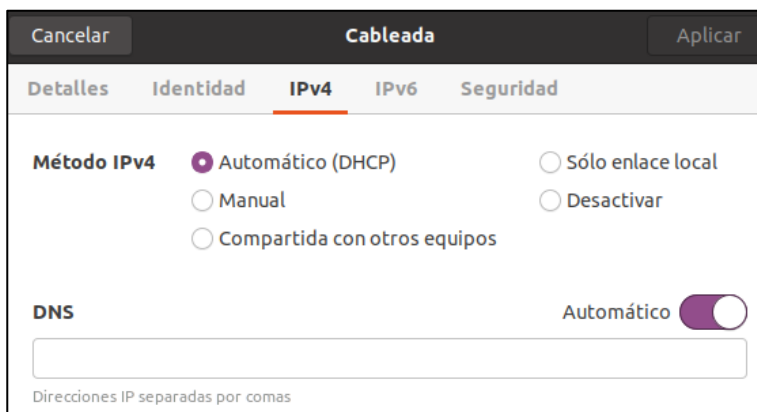 Cancelar Cableada Aplicar
Detalles Identidad IPv4 IPv6 Seguridad
Método IPv4 Automático (DHCP) Sólo enlace local
Manual Desactivar
Compartida con otros equipos
DNS Automático
Direcciones IP separadas por comas